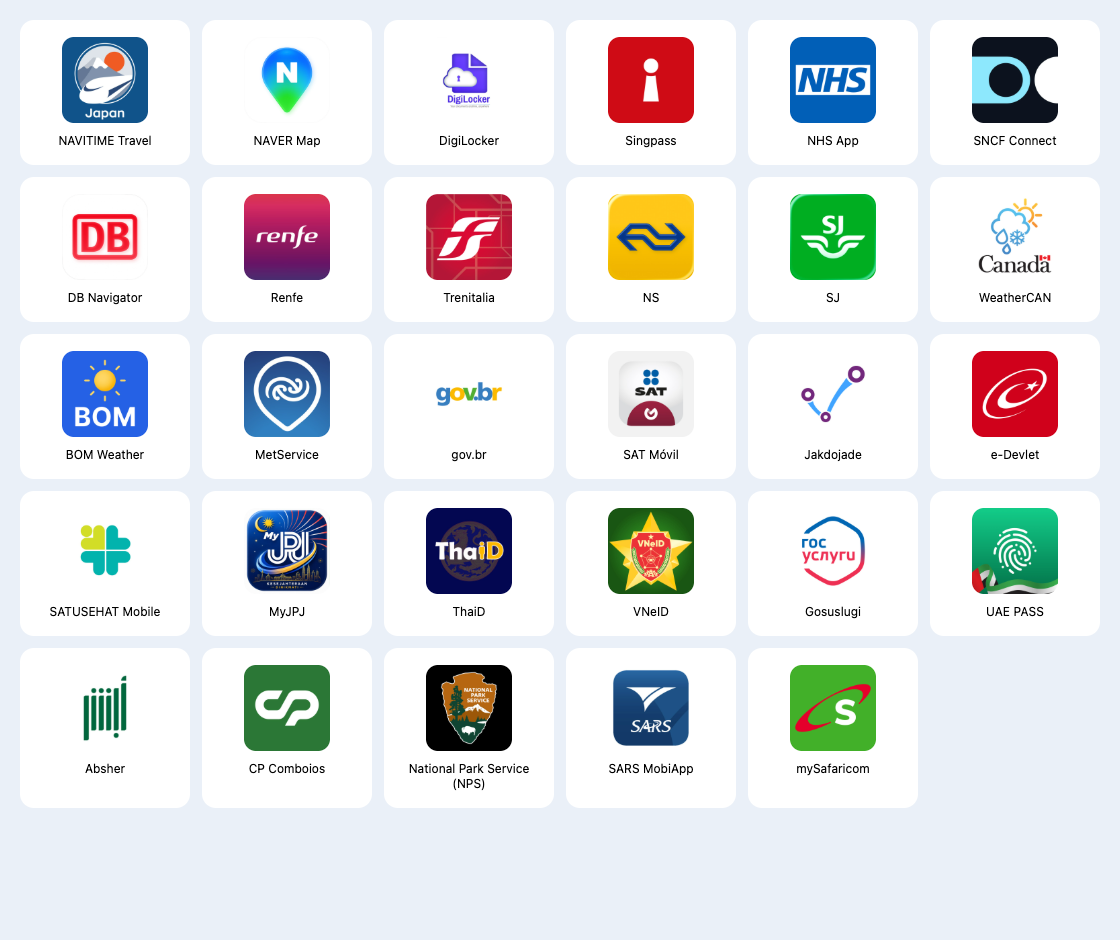 Japan
NAVITIME Travel
N
NAVER Map
DigiLocker
DigiLocker
Singpass
NHS
NHS App
SNCF Connect
DB
DB Navigator
renfe
Renfe
Trenitalia
NS
SJ
SJ
Canada
WeatherCAN
BOM
BOM Weather
MetService
gov.br
gov.br
SAT
SAT Móvil
Jakdojade
e-Devlet
SATUSEHAT Mobile
My
JPJ
MyJPJ
ThaiD
ThaiD
VNeID
VNeID
гос
услуги
Gosuslugi
UAE PASS
Absher
CP
CP Comboios
NATIONAL
PARK
SERVICE
National Park Service
(NPS)
SARS
SARS MobiApp
S
mySafaricom